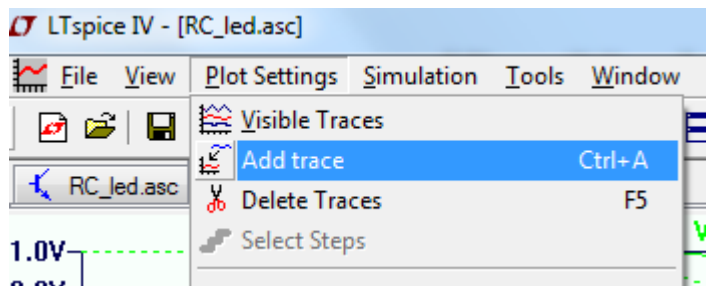 LTspice IV - [RC_led.asc]
File View Plot Settings Simulation Tools Window
Visible Traces
Add trace Ctrl+A
RC_led.asc
Delete Traces F5
Select Steps
1.0V